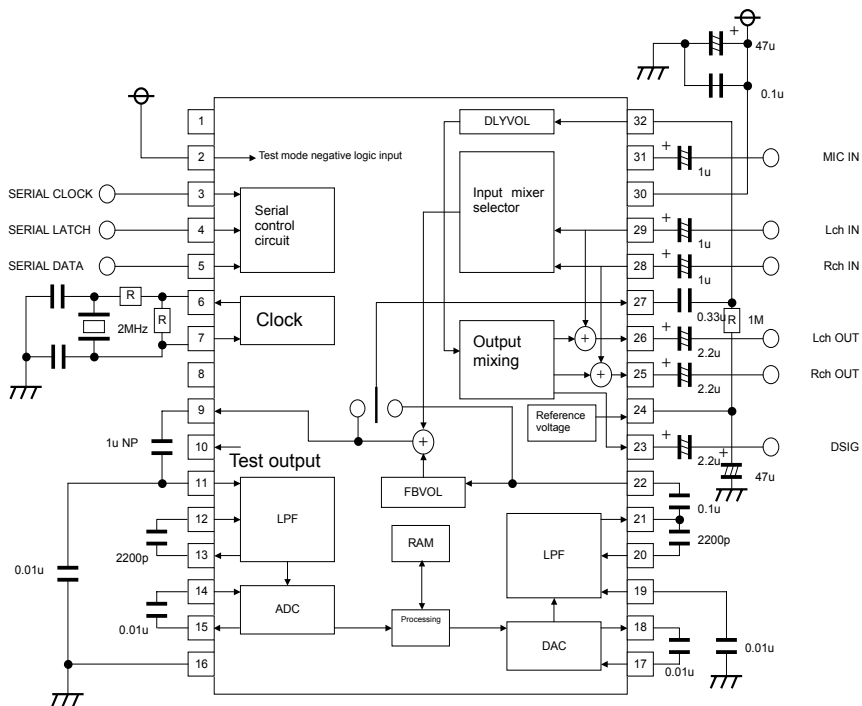 +
47u
0.1u
1
2
3
4
5
6
7
8
9
10
11
12
13
14
15
16
32
31
30
29
28
27
26
25
24
23
22
21
20
19
18
17
SERIAL CLOCK
SERIAL LATCH
SERIAL DATA
R
R
2MHz
1u NP
0.01u
2200p
0.01u
Test mode negative logic input
Serial
control
circuit
Clock
Test output
LPF
ADC
DLYVOL
Input mixer
selector
Output
mixing
Reference
voltage
+
+
+
FBVOL
RAM
Processing
LPF
DAC
+
1u
MIC IN
+
1u
Lch IN
+
1u
Rch IN
0.33u
R
1M
+
2.2u
Lch OUT
+
2.2u
Rch OUT
+
2.2u
DSIG
+
47u
0.1u
2200p
0.01u
0.01u